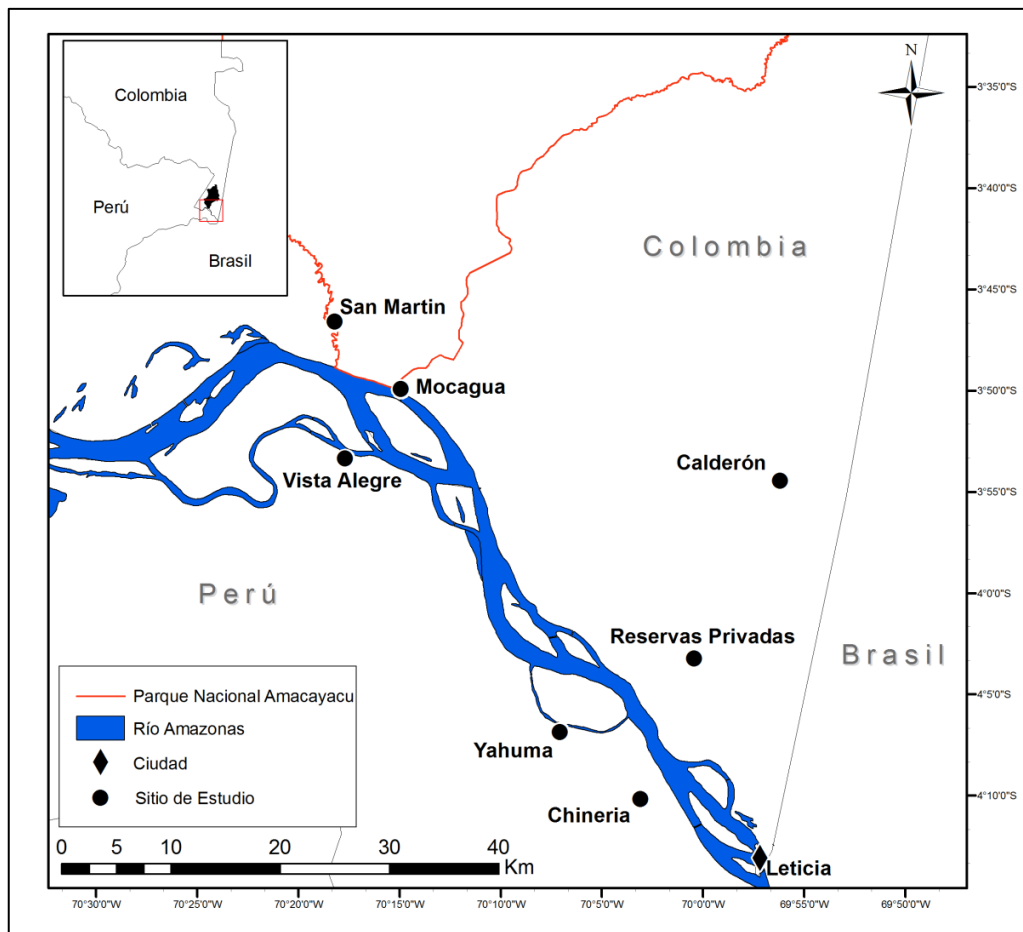 Colombia
Perú
Brasil
N
Colombia
San Martin
Mocagua
Calderón
Vista Alegre
Perú
Reservas Privadas
Brasil
Yahuma
Chineria
Leticia
Parque Nacional Amacayacu
Río Amazonas
Ciudad
Sitio de Estudio
0 5 10 20 30 40
Km
3°35'0"S
3°40'0"S
3°45'0"S
3°50'0"S
3°55'0"S
4°0'0"S
4°5'0"S
4°10'0"S
70°30'0"W 70°25'0"W 70°20'0"W 70°15'0"W 70°10'0"W 70°5'0"W 70°0'0"W 69°55'0"W 69°50'0"W